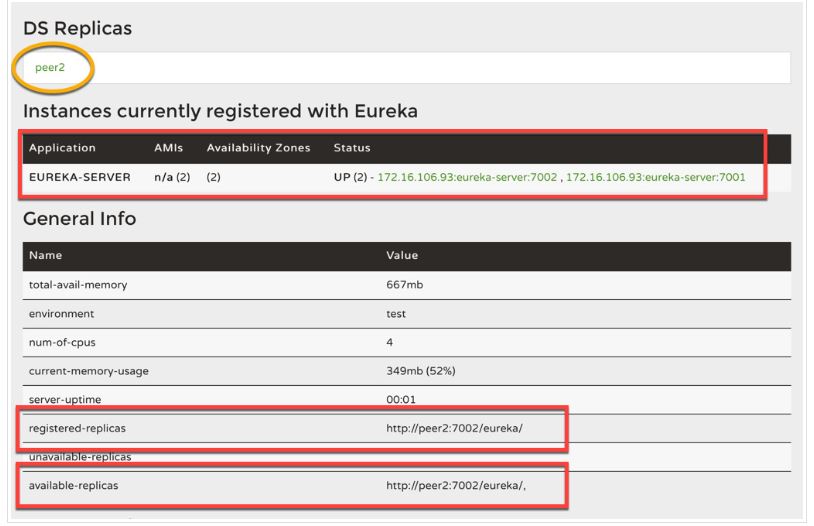 DS Replicas
peer2
Instances currently registered with Eureka
Application AMIs Availability Zones Status
EUREKA-SERVER n/a (2) (2) UP (2) - 172.16.106.93:eureka-server:7002 , 172.16.106.93:eureka-server:7001
General Info
Name Value
total-avail-memory 667mb
environment test
num-of-cpus 4
current-memory-usage 349mb (52%)
server-uptime 00:01
registered-replicas http://peer2:7002/eureka/
unavailable-replicas
available-replicas http://peer2:7002/eureka/,